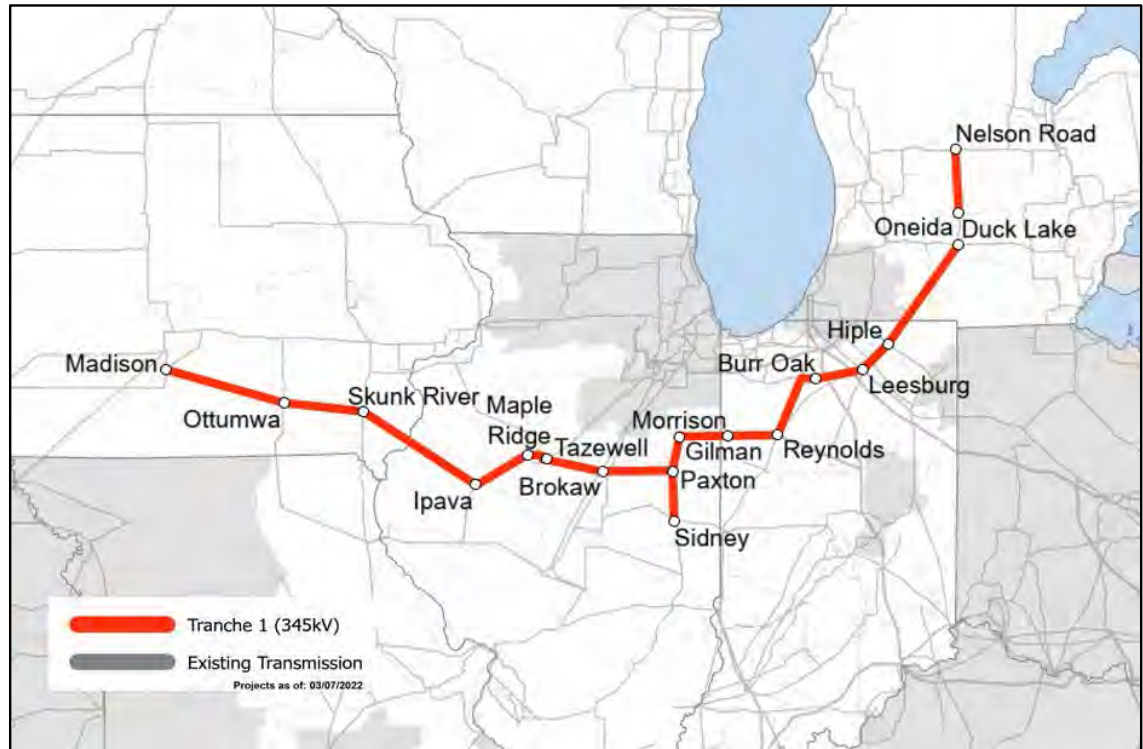 Nelson Road
Oneida
Duck Lake
Hiple
Madison
Burr Oak
Leesburg
Skunk River
Maple
Ridge
Ottumwa
Morrison
Tazewell
Gilman
Reynolds
Ipava
Brokaw
Paxton
Sidney
Tranche 1 (345kV)
Existing Transmission
Projects as of: 03/07/2022